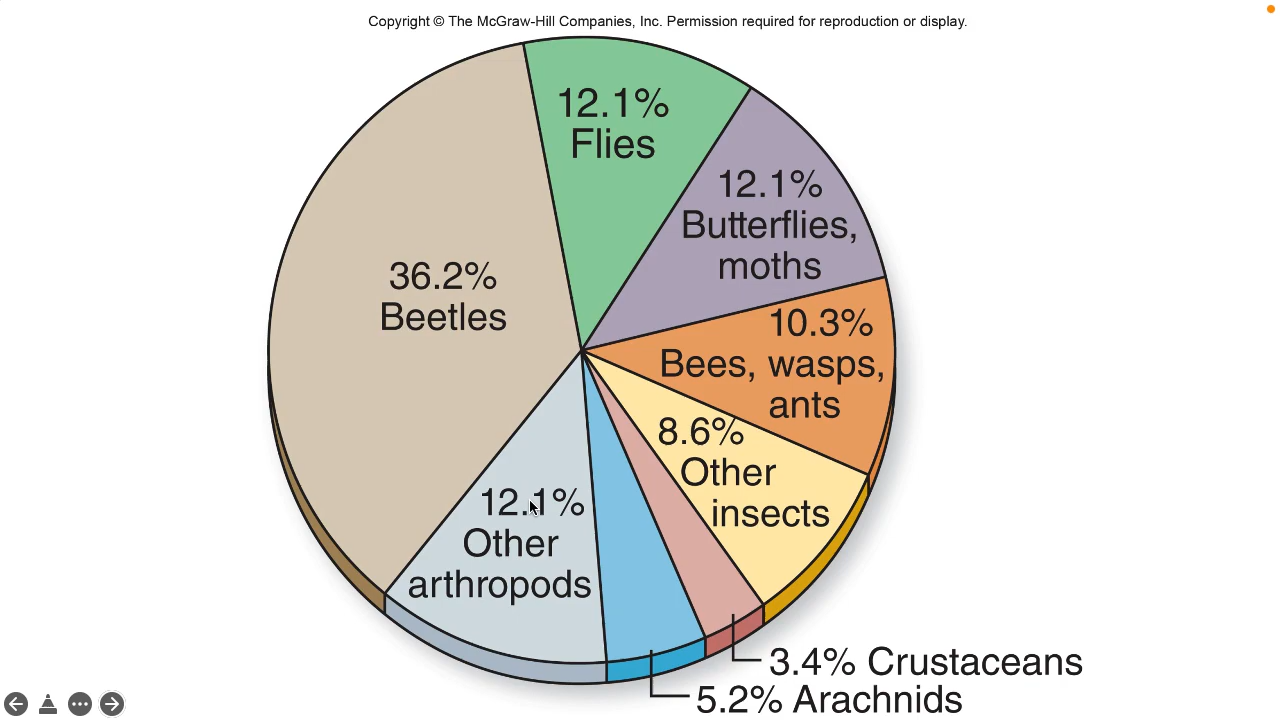 Copyright © The McGraw-Hill Companies, Inc. Permission required for reproduction or display.
12.1%
Flies
12.1%
Butterflies,
moths
36.2%
Beetles
10.3%
Bees, wasps,
ants
8.6%
Other
insects
12.1%
Other
arthropods
3.4% Crustaceans
5.2% Arachnids